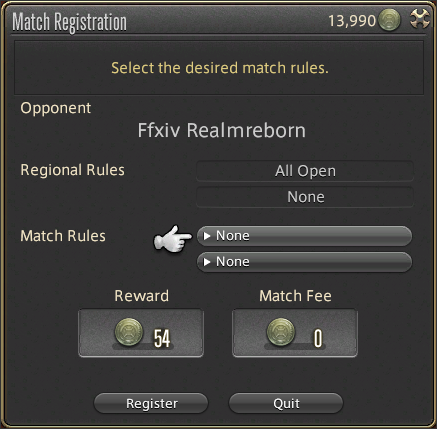 Match Registration
13,990
Select the desired match rules.
Opponent
Ffxiv Realmreborn
Regional Rules
All Open
None
Match Rules
None
None
Reward
Match Fee
54
0
Register
Quit